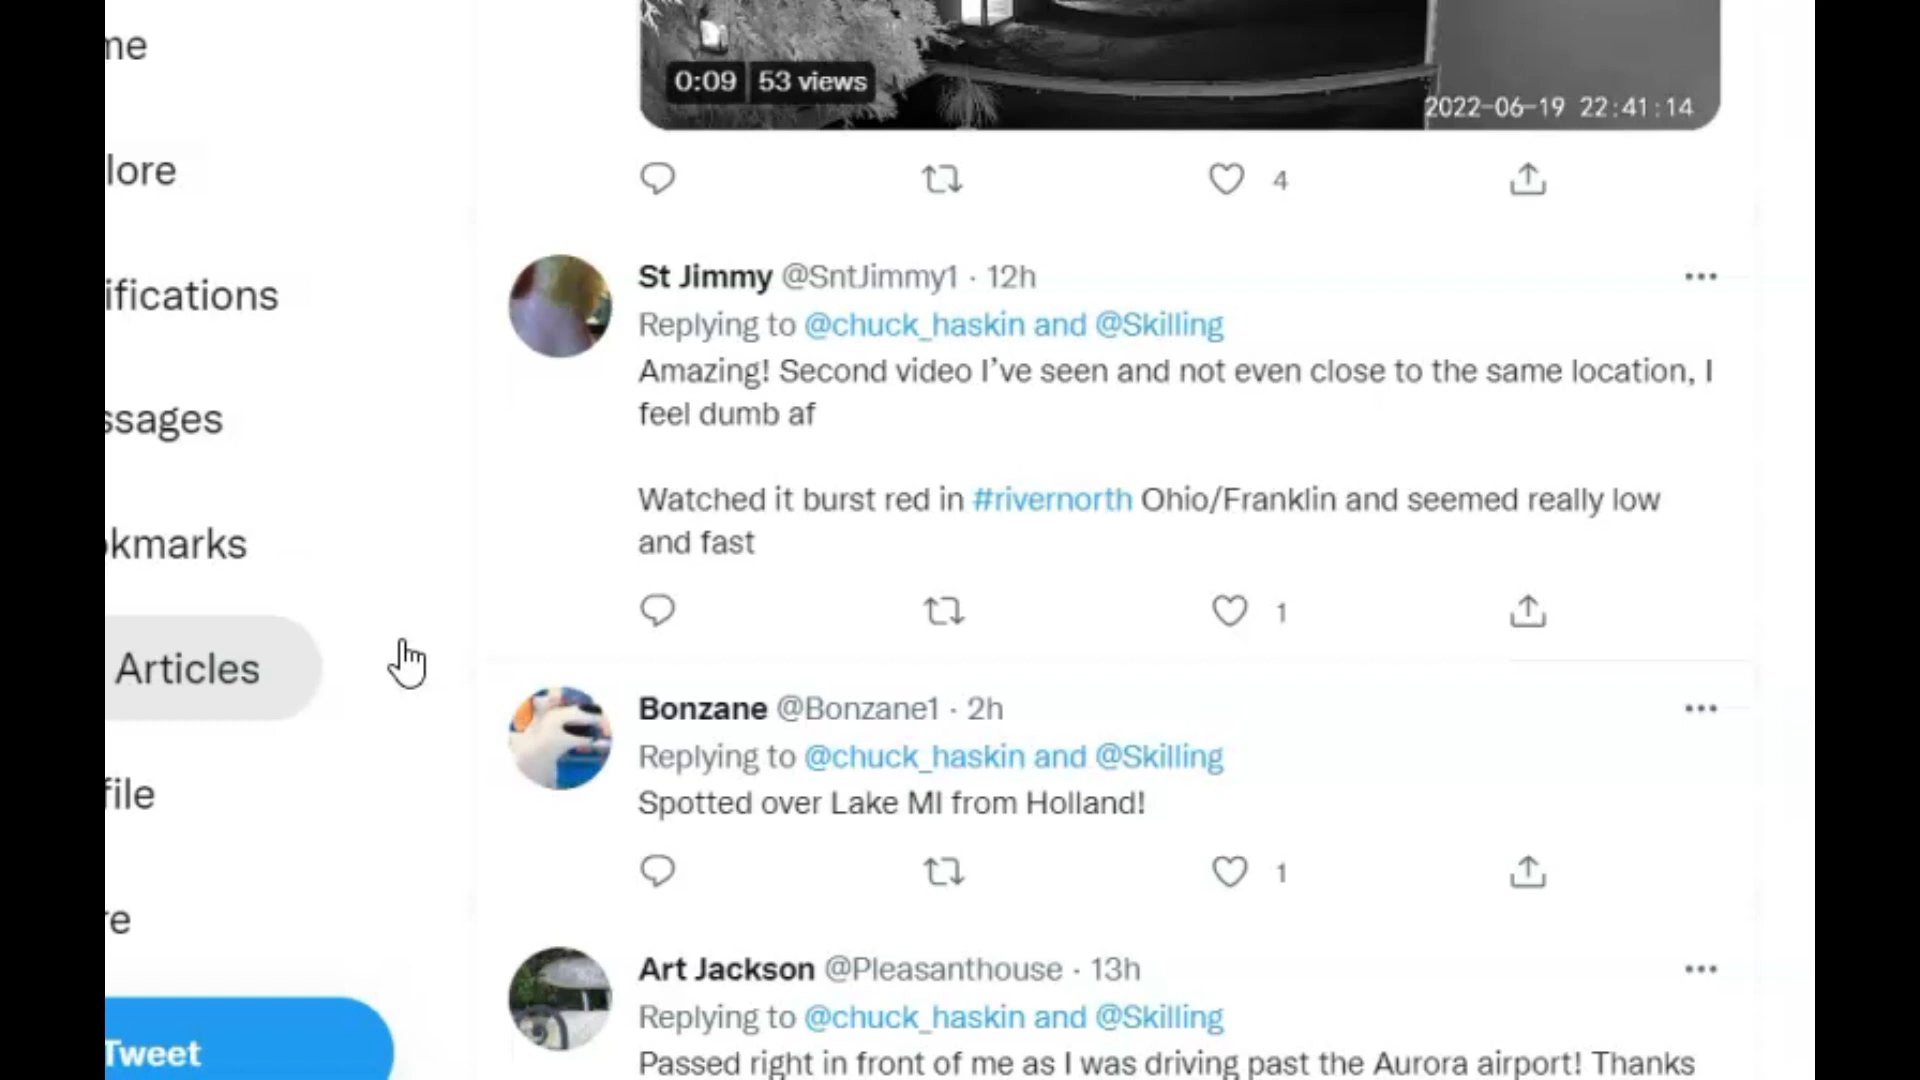 me
lore
ifications
ssages
kmarks
Articles
file
re
Tweet
0:09 53 views
2022-06-19 22:41:14
4
St Jimmy @SntJimmy1 · 12h
Replying to @chuck_haskin and @Skilling
Amazing! Second video I’ve seen and not even close to the same location, I
feel dumb af
Watched it burst red in #rivernorth Ohio/Franklin and seemed really low
and fast
1
Bonzane @Bonzane1 · 2h
Replying to @chuck_haskin and @Skilling
Spotted over Lake MI from Holland!
1
Art Jackson @Pleasanthouse · 13h
Replying to @chuck_haskin and @Skilling
Passed right in front of me as I was driving past the Aurora airport! Thanks